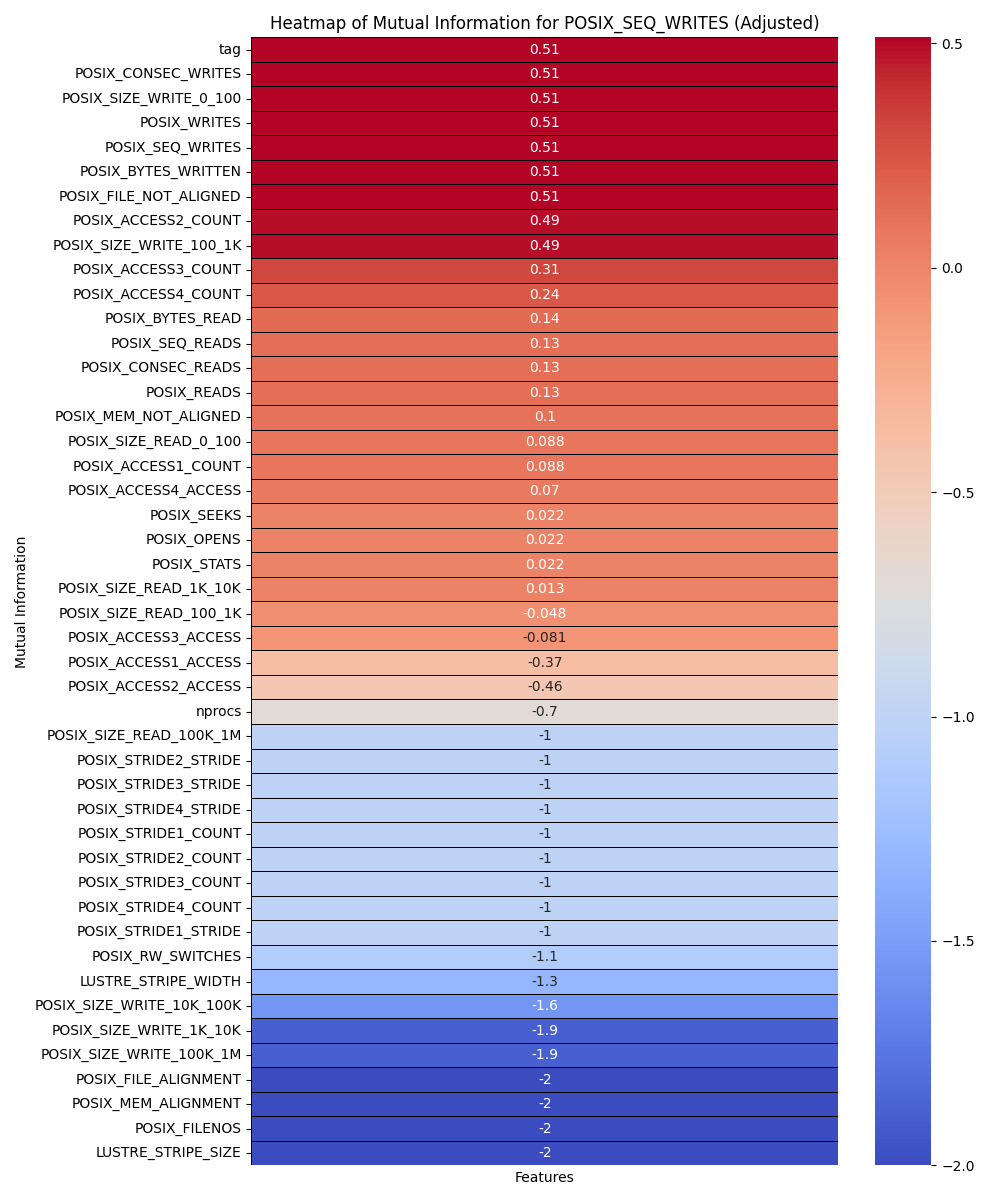 Heatmap of Mutual Information for POSIX_SEQ_WRITES (Adjusted)
tag 0.51
POSIX_CONSEC_WRITES 0.51
POSIX_SIZE_WRITE_0_100 0.51
POSIX_WRITES 0.51
POSIX_SEQ_WRITES 0.51
POSIX_BYTES_WRITTEN 0.51
POSIX_FILE_NOT_ALIGNED 0.51
POSIX_ACCESS2_COUNT 0.49
POSIX_SIZE_WRITE_100_1K 0.49
POSIX_ACCESS3_COUNT 0.31
POSIX_ACCESS4_COUNT 0.24
POSIX_BYTES_READ 0.14
POSIX_SEQ_READS 0.13
POSIX_CONSEC_READS 0.13
POSIX_READS 0.13
POSIX_MEM_NOT_ALIGNED 0.1
POSIX_SIZE_READ_0_100 0.088
POSIX_ACCESS1_COUNT 0.088
POSIX_ACCESS4_ACCESS 0.07
POSIX_SEEKS 0.022
POSIX_OPENS 0.022
POSIX_STATS 0.022
POSIX_SIZE_READ_1K_10K 0.013
POSIX_SIZE_READ_100_1K -0.048
POSIX_ACCESS3_ACCESS -0.081
POSIX_ACCESS1_ACCESS -0.37
POSIX_ACCESS2_ACCESS -0.46
nprocs -0.7
POSIX_SIZE_READ_100K_1M -1
POSIX_STRIDE2_STRIDE -1
POSIX_STRIDE3_STRIDE -1
POSIX_STRIDE4_STRIDE -1
POSIX_STRIDE1_COUNT -1
POSIX_STRIDE2_COUNT -1
POSIX_STRIDE3_COUNT -1
POSIX_STRIDE4_COUNT -1
POSIX_STRIDE1_STRIDE -1
POSIX_RW_SWITCHES -1.1
LUSTRE_STRIPE_WIDTH -1.3
POSIX_SIZE_WRITE_10K_100K -1.6
POSIX_SIZE_WRITE_1K_10K -1.9
POSIX_SIZE_WRITE_100K_1M -1.9
POSIX_FILE_ALIGNMENT -2
POSIX_MEM_ALIGNMENT -2
POSIX_FILENOS -2
LUSTRE_STRIPE_SIZE -2
Mutual Information
Features
0.5
0.0
−0.5
−1.0
−1.5
−2.0